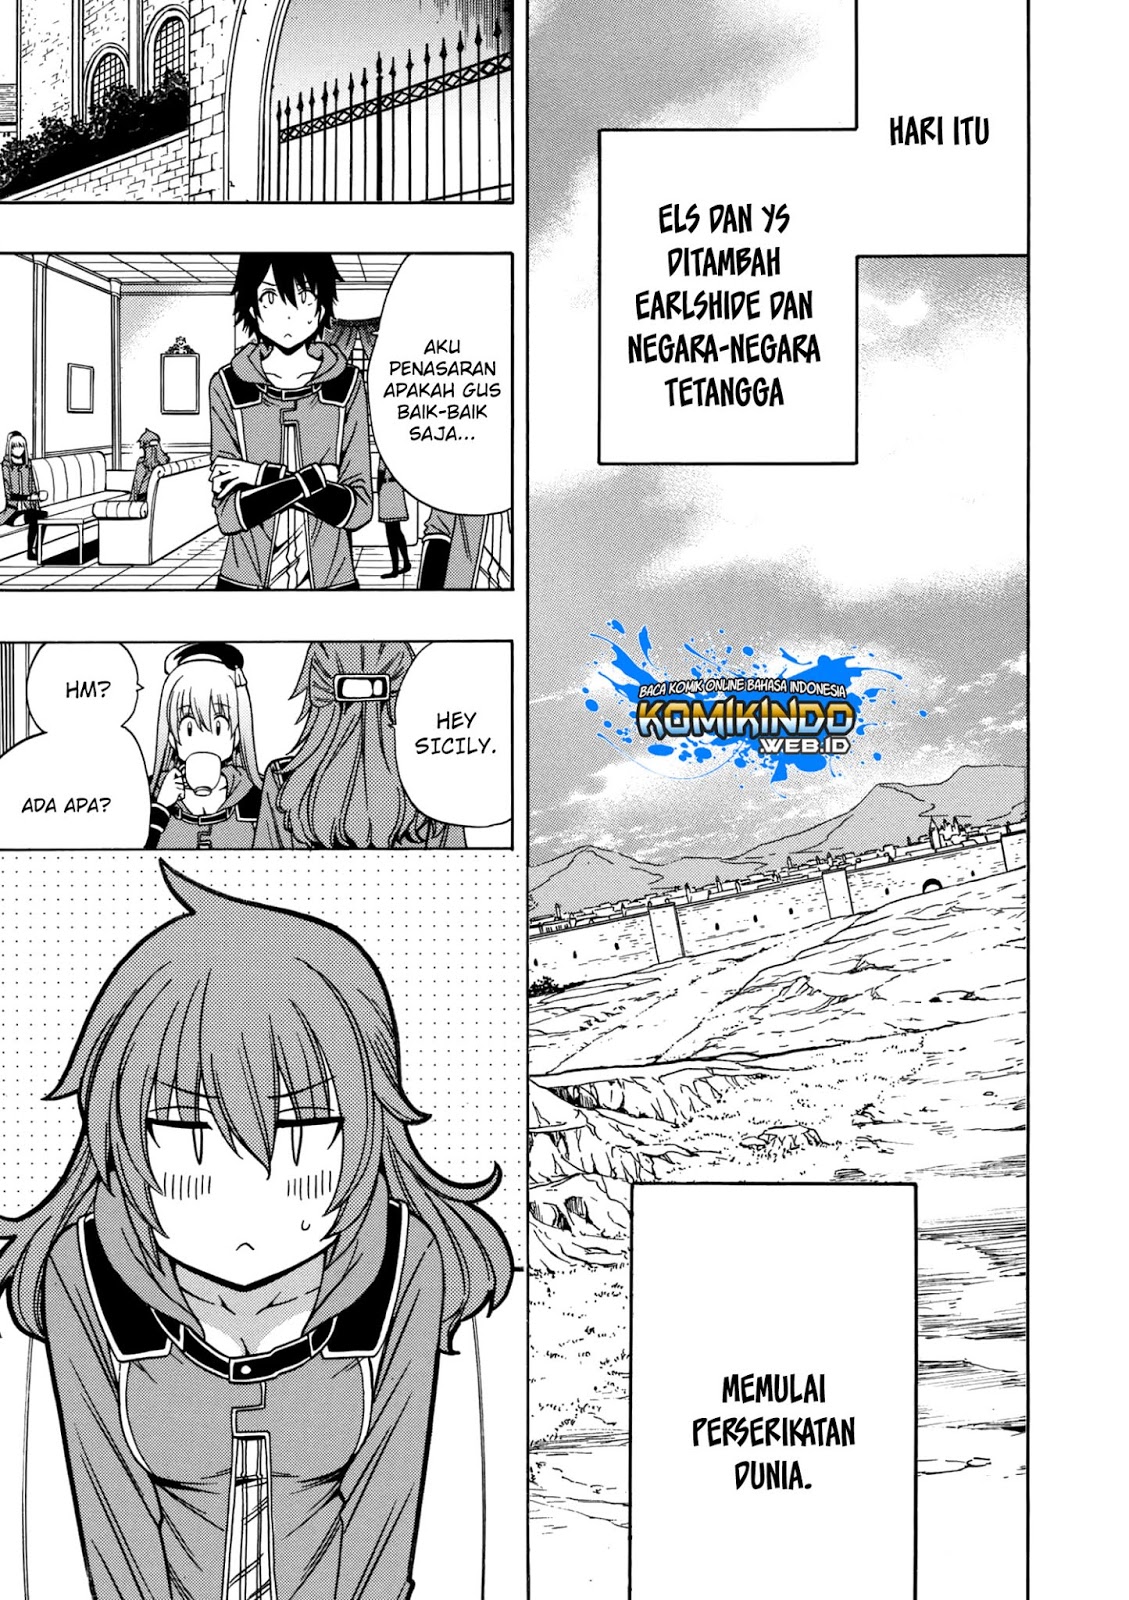 HARI ITU
ELS DAN YS
DITAMBAH
EARLSHIDE DAN
NEGARA-NEGARA
TETANGGA
BACA KOMIK ONLINE BAHASA INDONESIA
KOMIKINDO
.WEB.ID
MEMULAI
PERSERIKATAN
DUNIA.
AKU
PENASARAN
APAKAH GUS
BAIK-BAIK
SAJA...
HEY
SICILY.
HM?
ADA APA?